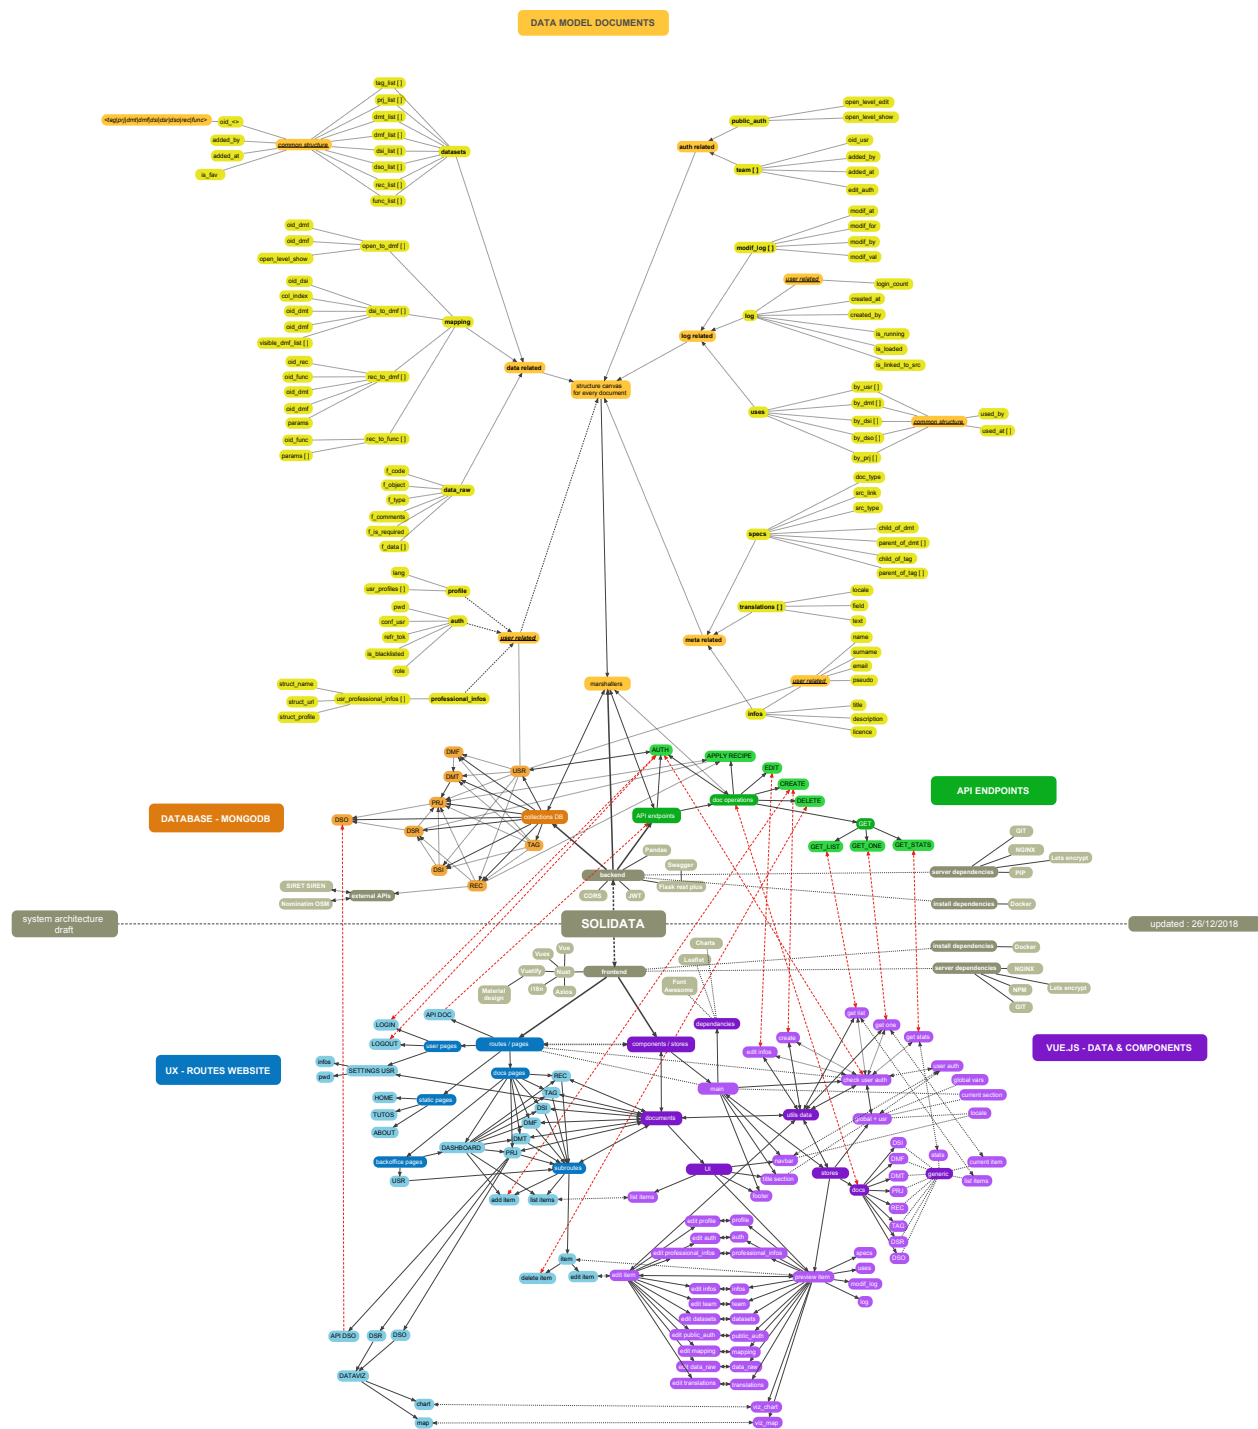 DATA MODEL DOCUMENTS
tag_list [ ]
prj_list [ ]
dmt_list [ ]
dmf_list [ ]
dsi_list [ ]
dso_list [ ]
rec_list [ ]
func_list [ ]
<tag|prj|dmt|dmf|dsi|dsr|dso|rec|func>
oid_<>
added_by
added_at
is_fav
common structure
datasets
oid_dmt
oid_dmf
open_level_show
open_to_dmf [ ]
oid_dsi
col_index
oid_dmt
oid_dmf
visible_dmf_list [ ]
dsi_to_dmf [ ]
mapping
oid_rec
oid_func
oid_dmt
oid_dmf
params
rec_to_dmf [ ]
oid_func
params [ ]
rec_to_func [ ]
data related
f_code
f_object
f_type
f_comments
f_is_required
f_data [ ]
data_raw
lang
usr_profiles [ ]
profile
pwd
conf_usr
refr_tok
is_blacklisted
role
auth
user related
struct_name
struct_url
struct_profile
usr_professional_infos [ ]
professional_infos
structure canvas
for every document
marshallers
open_level_edit
open_level_show
public_auth
auth related
oid_usr
added_by
added_at
edit_auth
team [ ]
modif_at
modif_for
modif_by
modif_val
modif_log [ ]
user related
login_count
created_at
created_by
is_running
is_loaded
is_linked_to_src
log
log related
by_usr [ ]
by_dmt [ ]
by_dsi [ ]
by_dso [ ]
by_prj [ ]
uses
common structure
used_by
used_at [ ]
doc_type
src_link
src_type
child_of_dmt
parent_of_dmt [ ]
child_of_tag
parent_of_tag [ ]
specs
locale
field
text
translations [ ]
meta related
name
surname
email
pseudo
user related
title
description
licence
infos
DATABASE - MONGODB
DMF
DMT
USR
PRJ
DSO
DSR
collections DB
TAG
DSI
REC
AUTH
APPLY RECIPE
EDIT
CREATE
DELETE
doc operations
API endpoints
GET
GET_LIST
GET_ONE
GET_STATS
API ENDPOINTS
SIRET SIREN
Nominatim OSM
external APIs
Pandas
Swagger
backend
Flask rest plus
CORS
JWT
GIT
NGINX
Lets encrypt
PIP
server dependencies
install dependencies
Docker
system architecture
draft
SOLIDATA
updated : 26/12/2018
Charts
Leaflet
Font
Awesome
Vue
Vuex
Vuetify
Nuxt
Material
design
i18n
Axios
frontend
install dependencies
Docker
server dependencies
NGINX
Lets encrypt
NPM
GIT
UX - ROUTES WEBSITE
API DOC
LOGIN
LOGOUT
user pages
routes / pages
components / stores
dependancies
infos
pwd
SETTINGS USR
docs pages
REC
TAG
DSI
DMF
DMT
PRJ
HOME
TUTOS
ABOUT
static pages
DASHBOARD
backoffice pages
USR
subroutes
add item
list items
documents
main
utils data
edit infos
create
get list
get one
get stats
check user auth
user auth
global vars
current section
locale
global + usr
VUE.JS - DATA & COMPONENTS
UI
navbar
title section
footer
list items
stores
docs
DSI
DMF
DMT
PRJ
REC
TAG
DSR
DSO
stats
generic
current item
list items
item
delete item
edit item
edit item
edit profile
profile
edit auth
auth
edit professional_infos
professional_infos
edit infos
infos
edit team
team
edit datasets
datasets
edit public_auth
public_auth
edit mapping
mapping
edit data_raw
data_raw
edit translations
translations
preview item
specs
uses
modif_log
log
API DSO
DSR
DSO
DATAVIZ
chart
map
viz_chart
viz_map